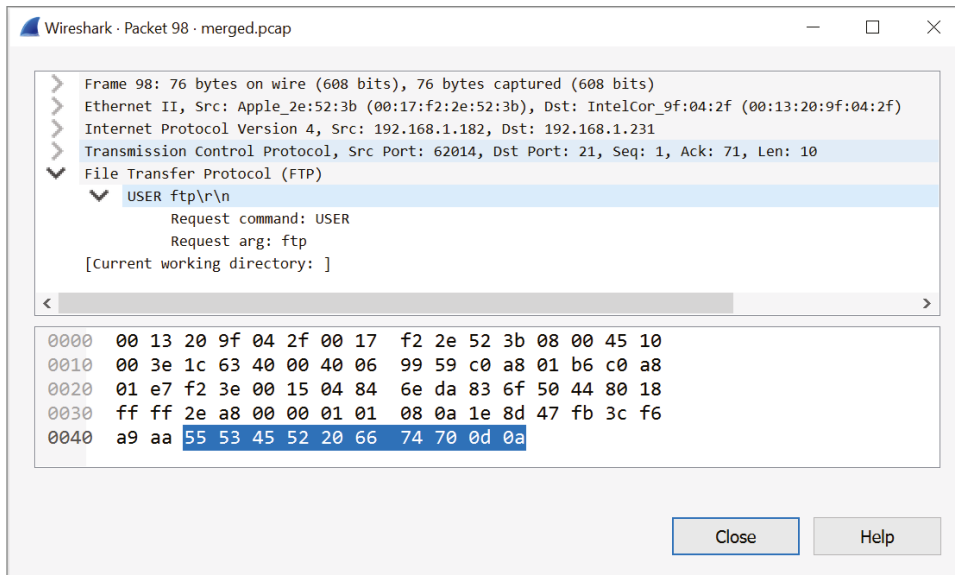 Wireshark · Packet 98 · merged.pcap
Frame 98: 76 bytes on wire (608 bits), 76 bytes captured (608 bits)
Ethernet II, Src: Apple_2e:52:3b (00:17:f2:2e:52:3b), Dst: IntelCor_9f:04:2f (00:13:20:9f:04:2f)
Internet Protocol Version 4, Src: 192.168.1.182, Dst: 192.168.1.231
Transmission Control Protocol, Src Port: 62014, Dst Port: 21, Seq: 1, Ack: 71, Len: 10
File Transfer Protocol (FTP)
USER ftp\r\n
Request command: USER
Request arg: ftp
[Current working directory: ]
0000 00 13 20 9f 04 2f 00 17 f2 2e 52 3b 08 00 45 10
0010 00 3e 1c 63 40 00 40 06 99 59 c0 a8 01 b6 c0 a8
0020 01 e7 f2 3e 00 15 04 84 6e da 83 6f 50 44 80 18
0030 ff ff 2e a8 00 00 01 01 08 0a 1e 8d 47 fb 3c f6
0040 a9 aa 55 53 45 52 20 66 74 70 0d 0a
Close Help